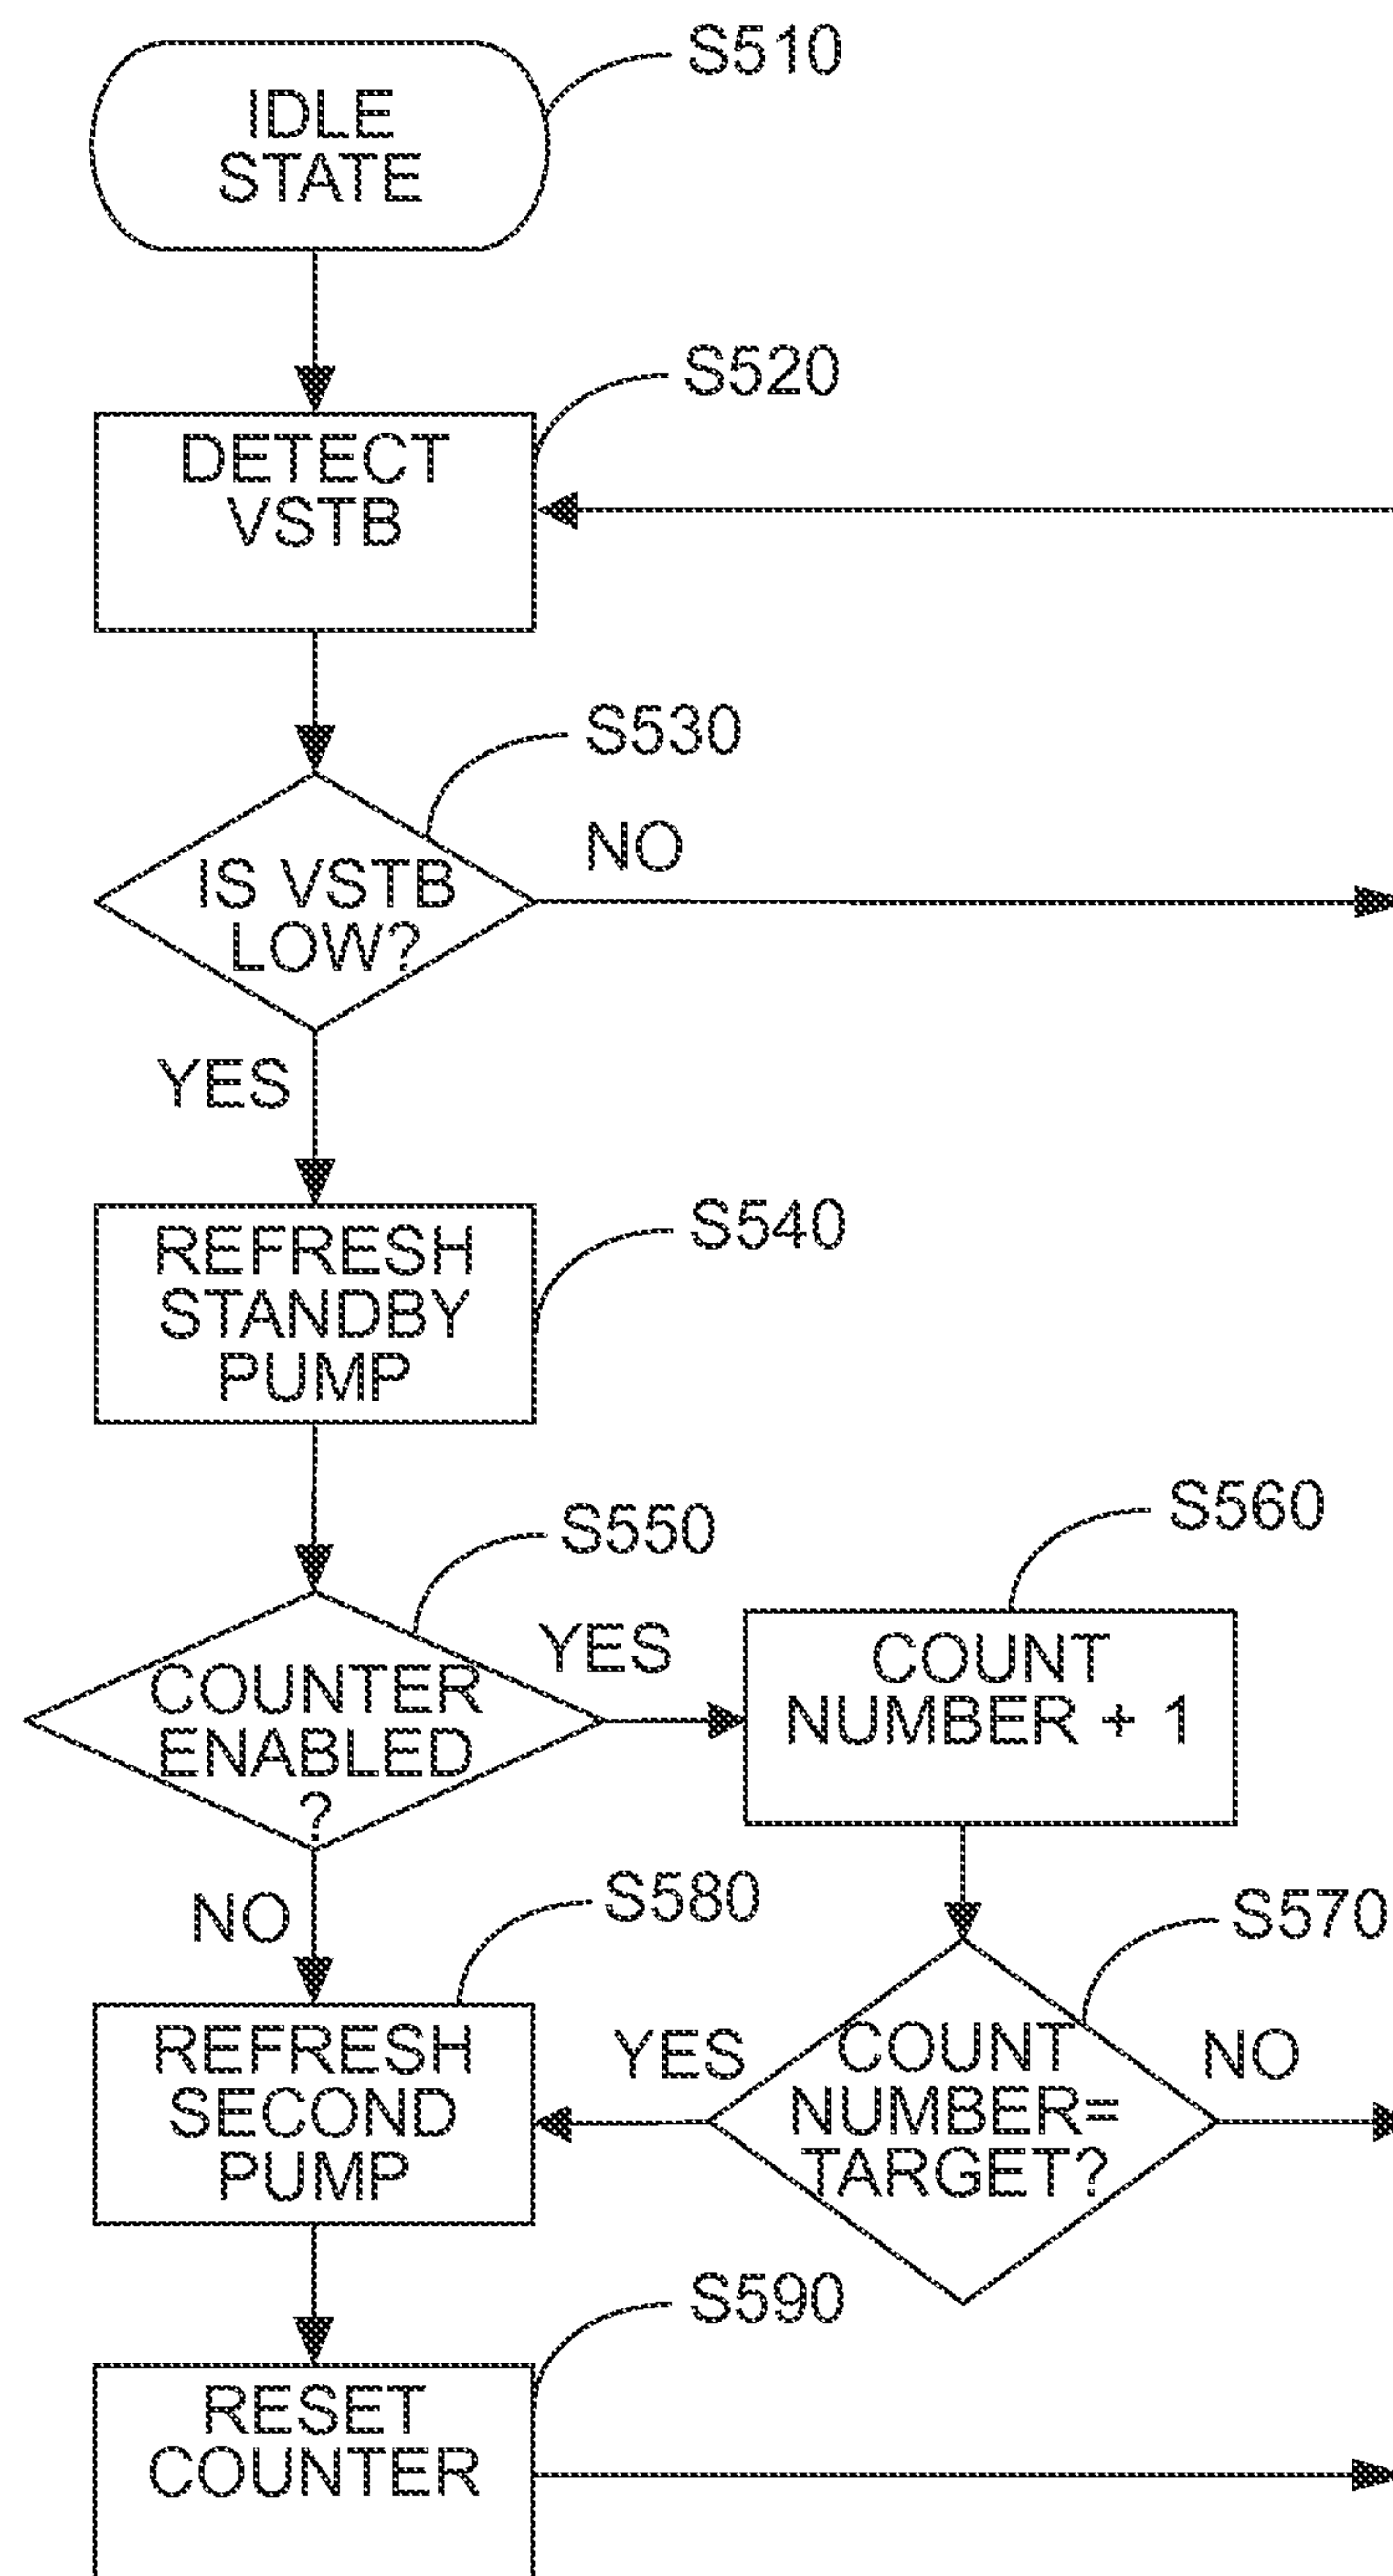 S510
IDLE
STATE
S520
DETECT
VSTB
S530
NO
IS VSTB
LOW?
YES
S540
REFRESH
STANDBY
PUMP
S550
S560
YES
COUNTER
ENABLED
?
COUNT
NUMBER + 1
NO
S580
S570
REFRESH
SECOND
PUMP
YES
COUNT
NUMBER=
TARGET?
NO
S590
RESET
COUNTER